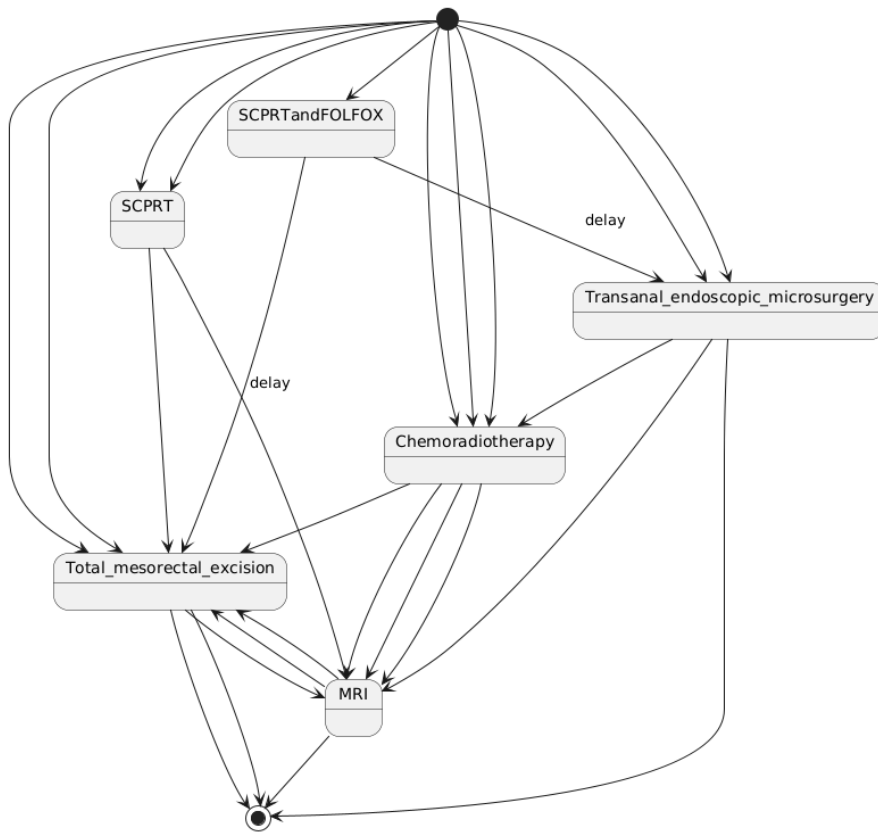 SCPRTandFOLFOX
SCPRT
delay
Transanal_endoscopic_microsurgery
delay
Chemoradiotherapy
Total_mesorectal_excision
MRI